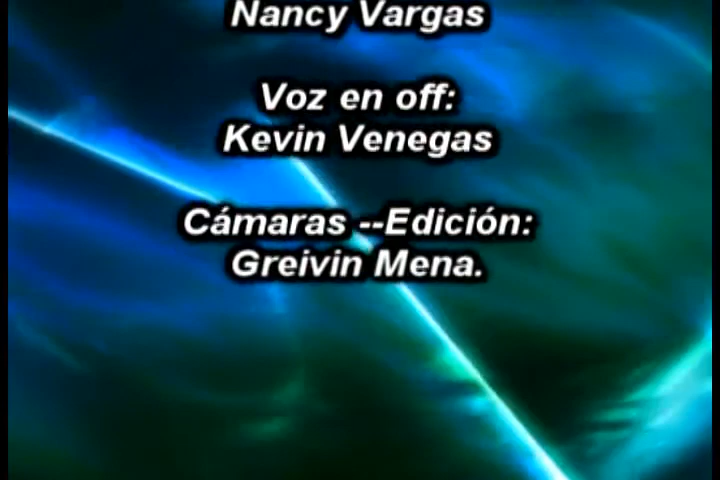 Nancy Vargas
Voz en off:
Kevin Venegas
Cámaras --Edición:
Greivin Mena.